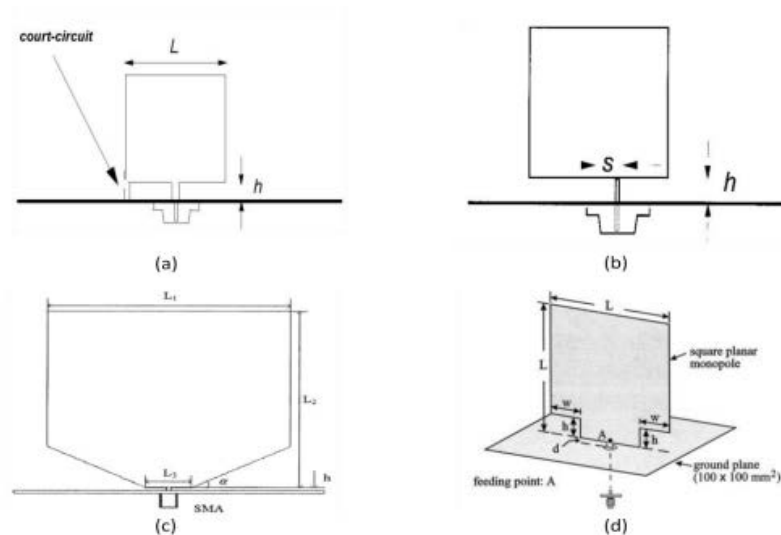 court-circuit
L
h
(a)
S
h
(b)
L₁
L₂
L₃
α
h
SMA
(c)
L
L
square planar
monopole
w
w
h
A
h
d
ground plane
(100 x 100 mm²)
feeding point: A
(d)